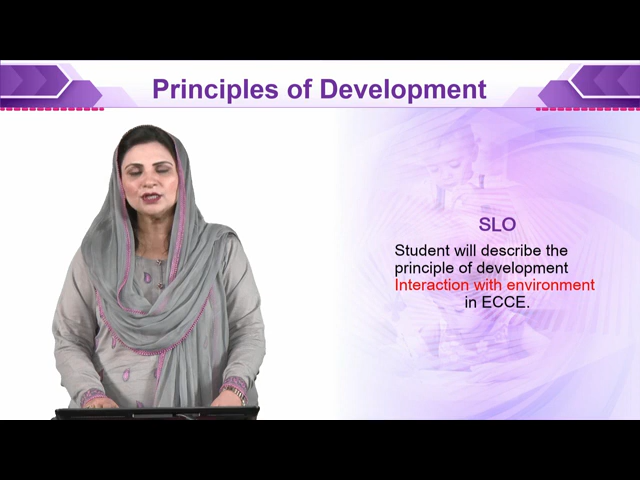 Principles of Development
SLO
Student will describe the
principle of development
Interaction with environment
in ECCE.